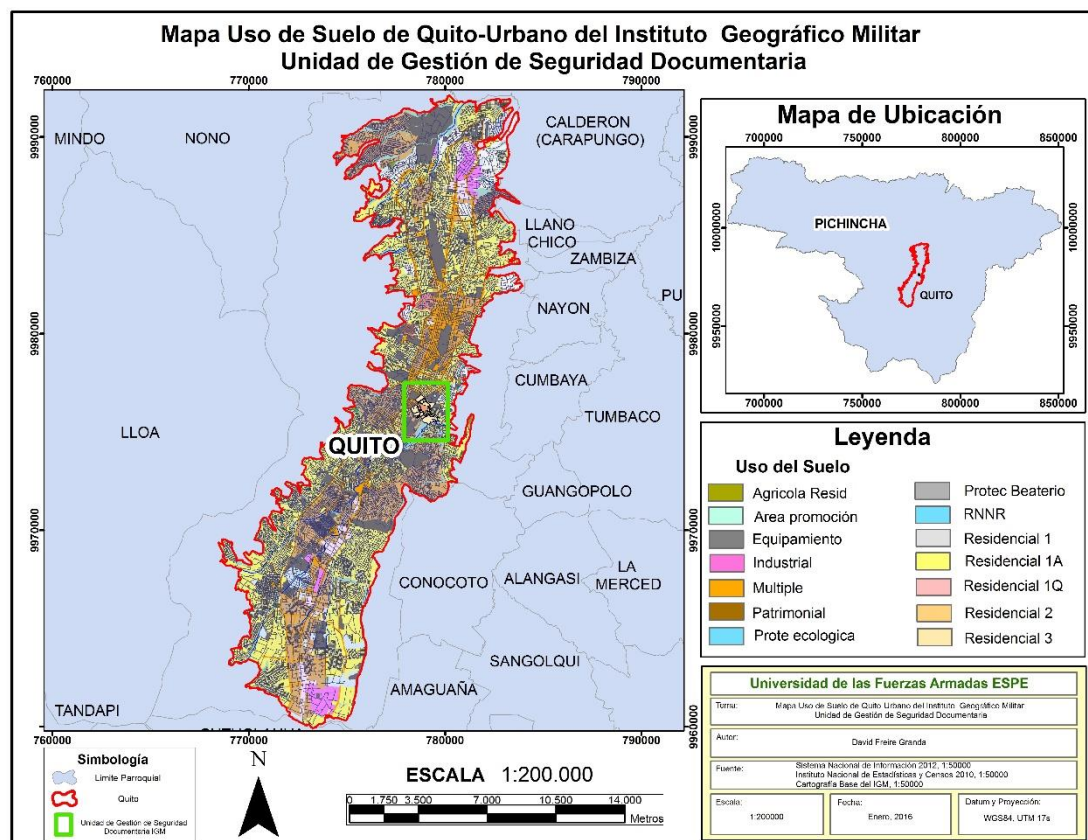 Mapa Uso de Suelo de Quito-Urbano del Instituto Geográfico Militar
Unidad de Gestión de Seguridad Documentaria
760000 770000 780000 790000
9990000
9980000
9970000
9960000
MINDO
NONO
CALDERON
(CARAPUNGO)
LLANO
CHICO
ZAMBIZA
PU
NAYON
CUMBAYA
TUMBACO
LLOA
QUITO
GUANGOPOLO
CONOCOTO
ALANGASI
LA
MERCED
SANGOLQUI
AMAGUAÑA
TANDAPI
9990000
9980000
9970000
9960000
760000 770000 780000 790000
Mapa de Ubicación
700000 750000 800000 850000
10000000
9950000
PICHINCHA
QUITO
10000000
9950000
700000 750000 800000 850000
Leyenda
Uso del Suelo
Agricola Resid
Area promoción
Equipamiento
Industrial
Multiple
Patrimonial
Prote ecologica
Protec Beaterio
RNNR
Residencial 1
Residencial 1A
Residencial 1Q
Residencial 2
Residencial 3
Simbología
Limite Parroquial
Quito
Unidad de Gestión de Seguridad
Documentaria IGM
N
ESCALA 1:200.000
0 1.750 3.500 7.000 10.500 14.000
Metros
Universidad de las Fuerzas Armadas ESPE
Tema: Mapa Uso de Suelo de Quito Urbano del Instituto Geográfico Militar
Unidad de Gestión de Seguridad Documentaria
Autor: David Freire Granda
Fuente: Sistema Nacional de Información 2012, 1:50000
Instituto Nacional de Estadísticas y Censos 2010, 1:50000
Cartografía Base del IGM, 1:50000
Escala: 1:200000
Fecha: Enero, 2016
Datum y Proyección: WGS84, UTM 17s